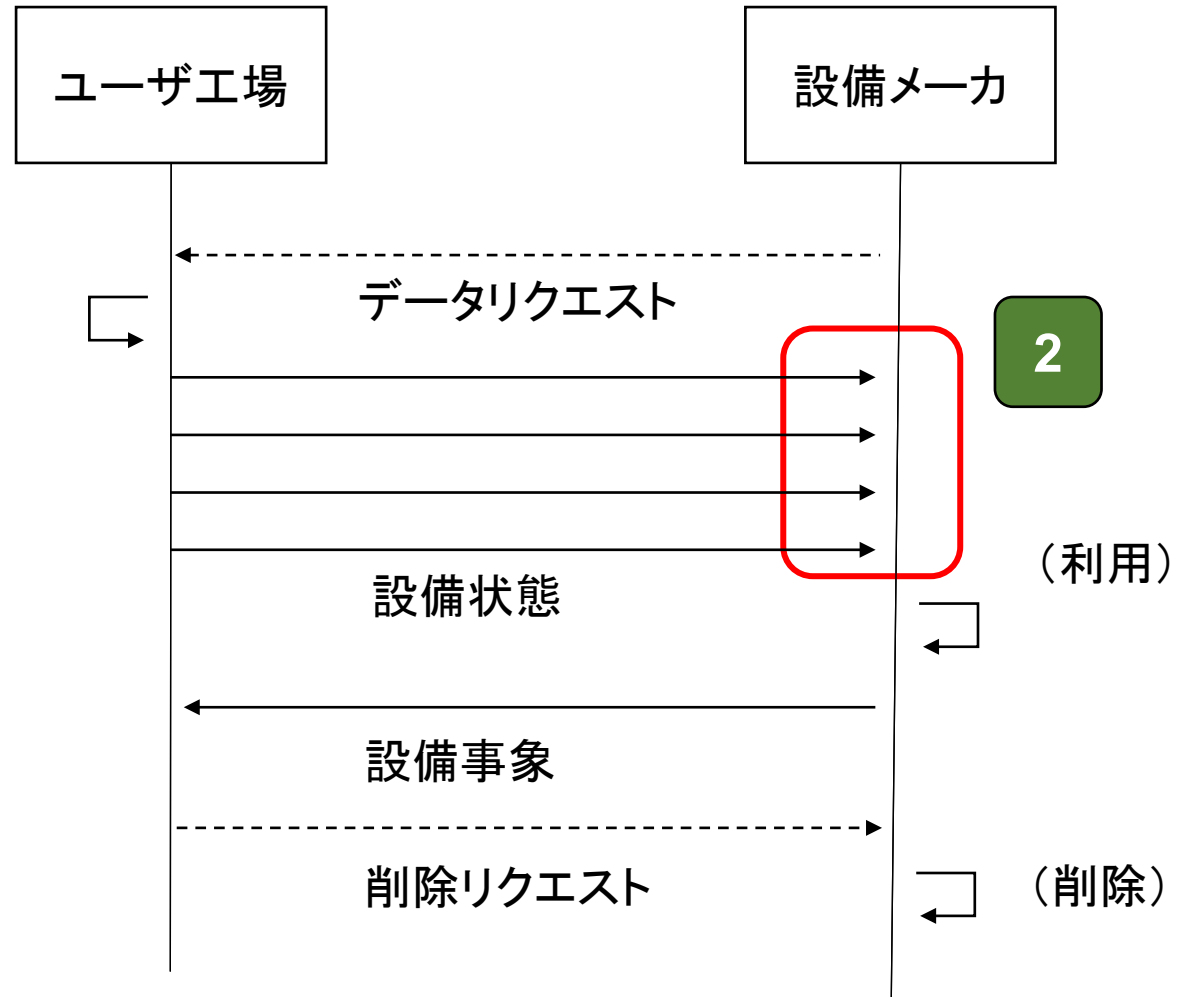 ユーザ工場
設備メーカ
データリクエスト
2
設備状態
（利用）
設備事象
削除リクエスト
（削除）